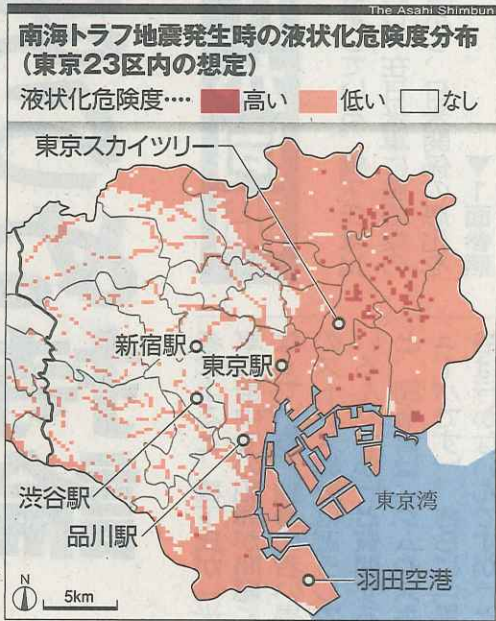 The Asahi Shimbun
南海トラフ地震発生時の液状化危険度分布
(東京23区内の想定)
液状化危険度‥‥ 高い 低い なし
東京スカイツリー
新宿駅
東京駅
渋谷駅
品川駅
東京湾
羽田空港
N
5km